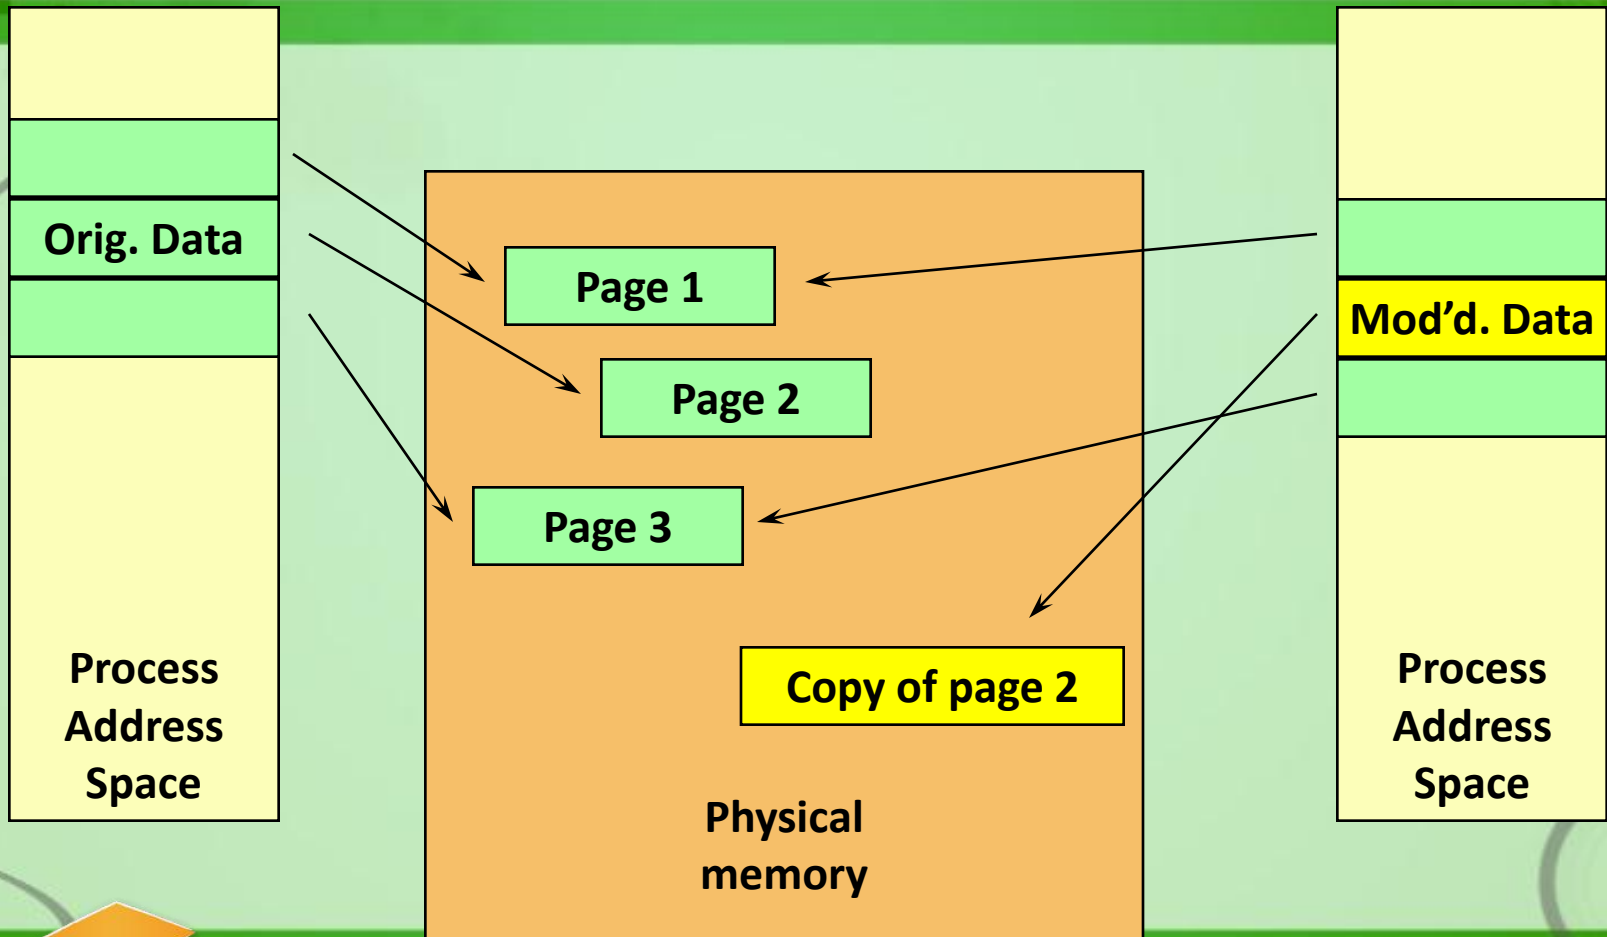 Orig. Data
Process
Address
Space
Page 1
Page 2
Page 3
Copy of page 2
Physical
memory
Mod’d. Data
Process
Address
Space